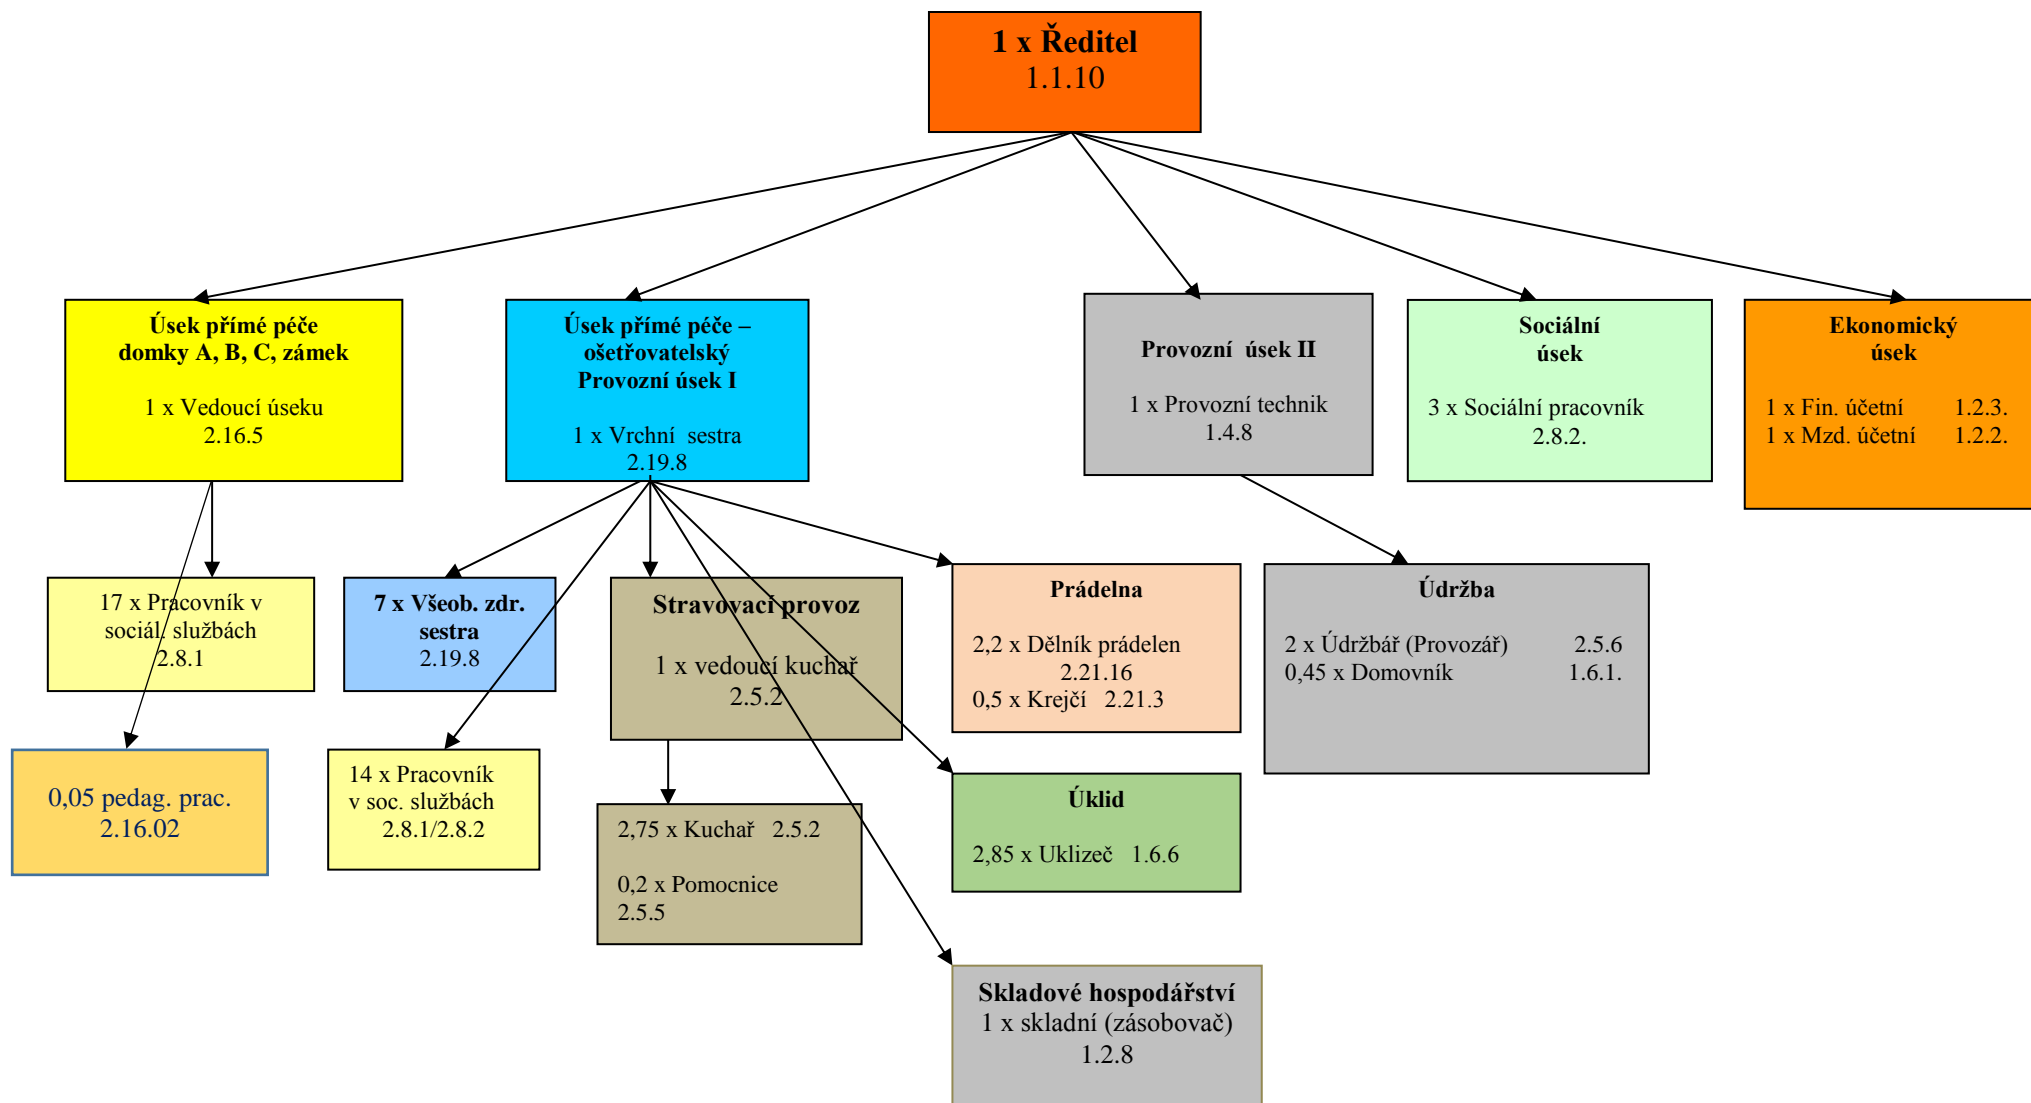 1 x Ředitel
1.1.10
Úsek přímé péče
domky A, B, C, zámek
1 x Vedoucí úseku
2.16.5
Úsek přímé péče –
ošetřovatelský
Provozní úsek I
1 x Vrchní sestra
2.19.8
Provozní úsek II
1 x Provozní technik
1.4.8
Sociální
úsek
3 x Sociální pracovník
2.8.2.
Ekonomický
úsek
1 x Fin. účetní 1.2.3.
1 x Mzd. účetní 1.2.2.
17 x Pracovník v
sociál. službách
2.8.1
7 x Všeob. zdr.
sestra
2.19.8
Stravovací provoz
1 x vedoucí kuchař
2.5.2
Prádelna
2,2 x Dělník prádelen
2.21.16
0,5 x Krejčí 2.21.3
Údržba
2 x Údržbář (Provozář) 2.5.6
0,45 x Domovník 1.6.1.
0,05 pedag. prac.
2.16.02
14 x Pracovník
v soc. službách
2.8.1/2.8.2
2,75 x Kuchař 2.5.2
0,2 x Pomocnice
2.5.5
Úklid
2,85 x Uklizeč 1.6.6
Skladové hospodářství
1 x skladní (zásobovač)
1.2.8